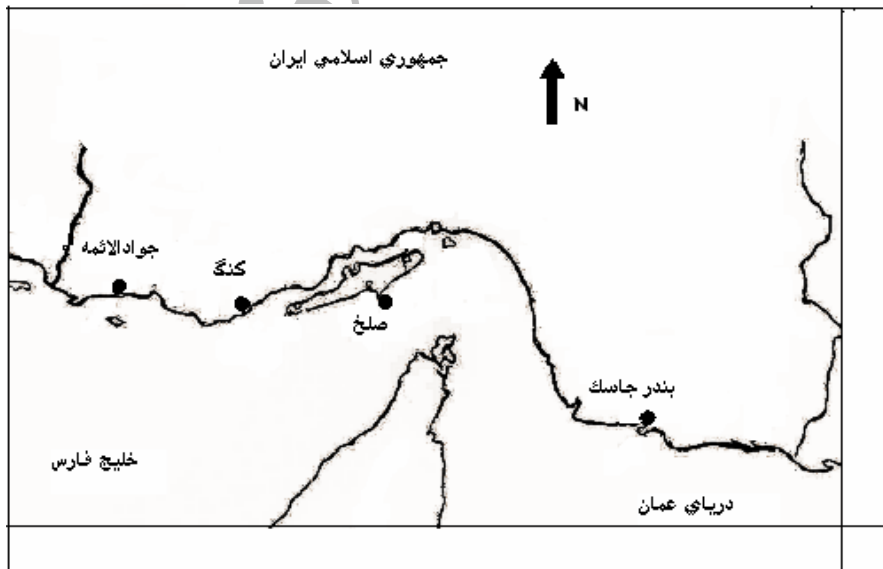 جمهوري اسلامي ايران
N
جوادالائمه
كنگ
صلخ
بندر جاسك
خليج فارس
درياي عمان